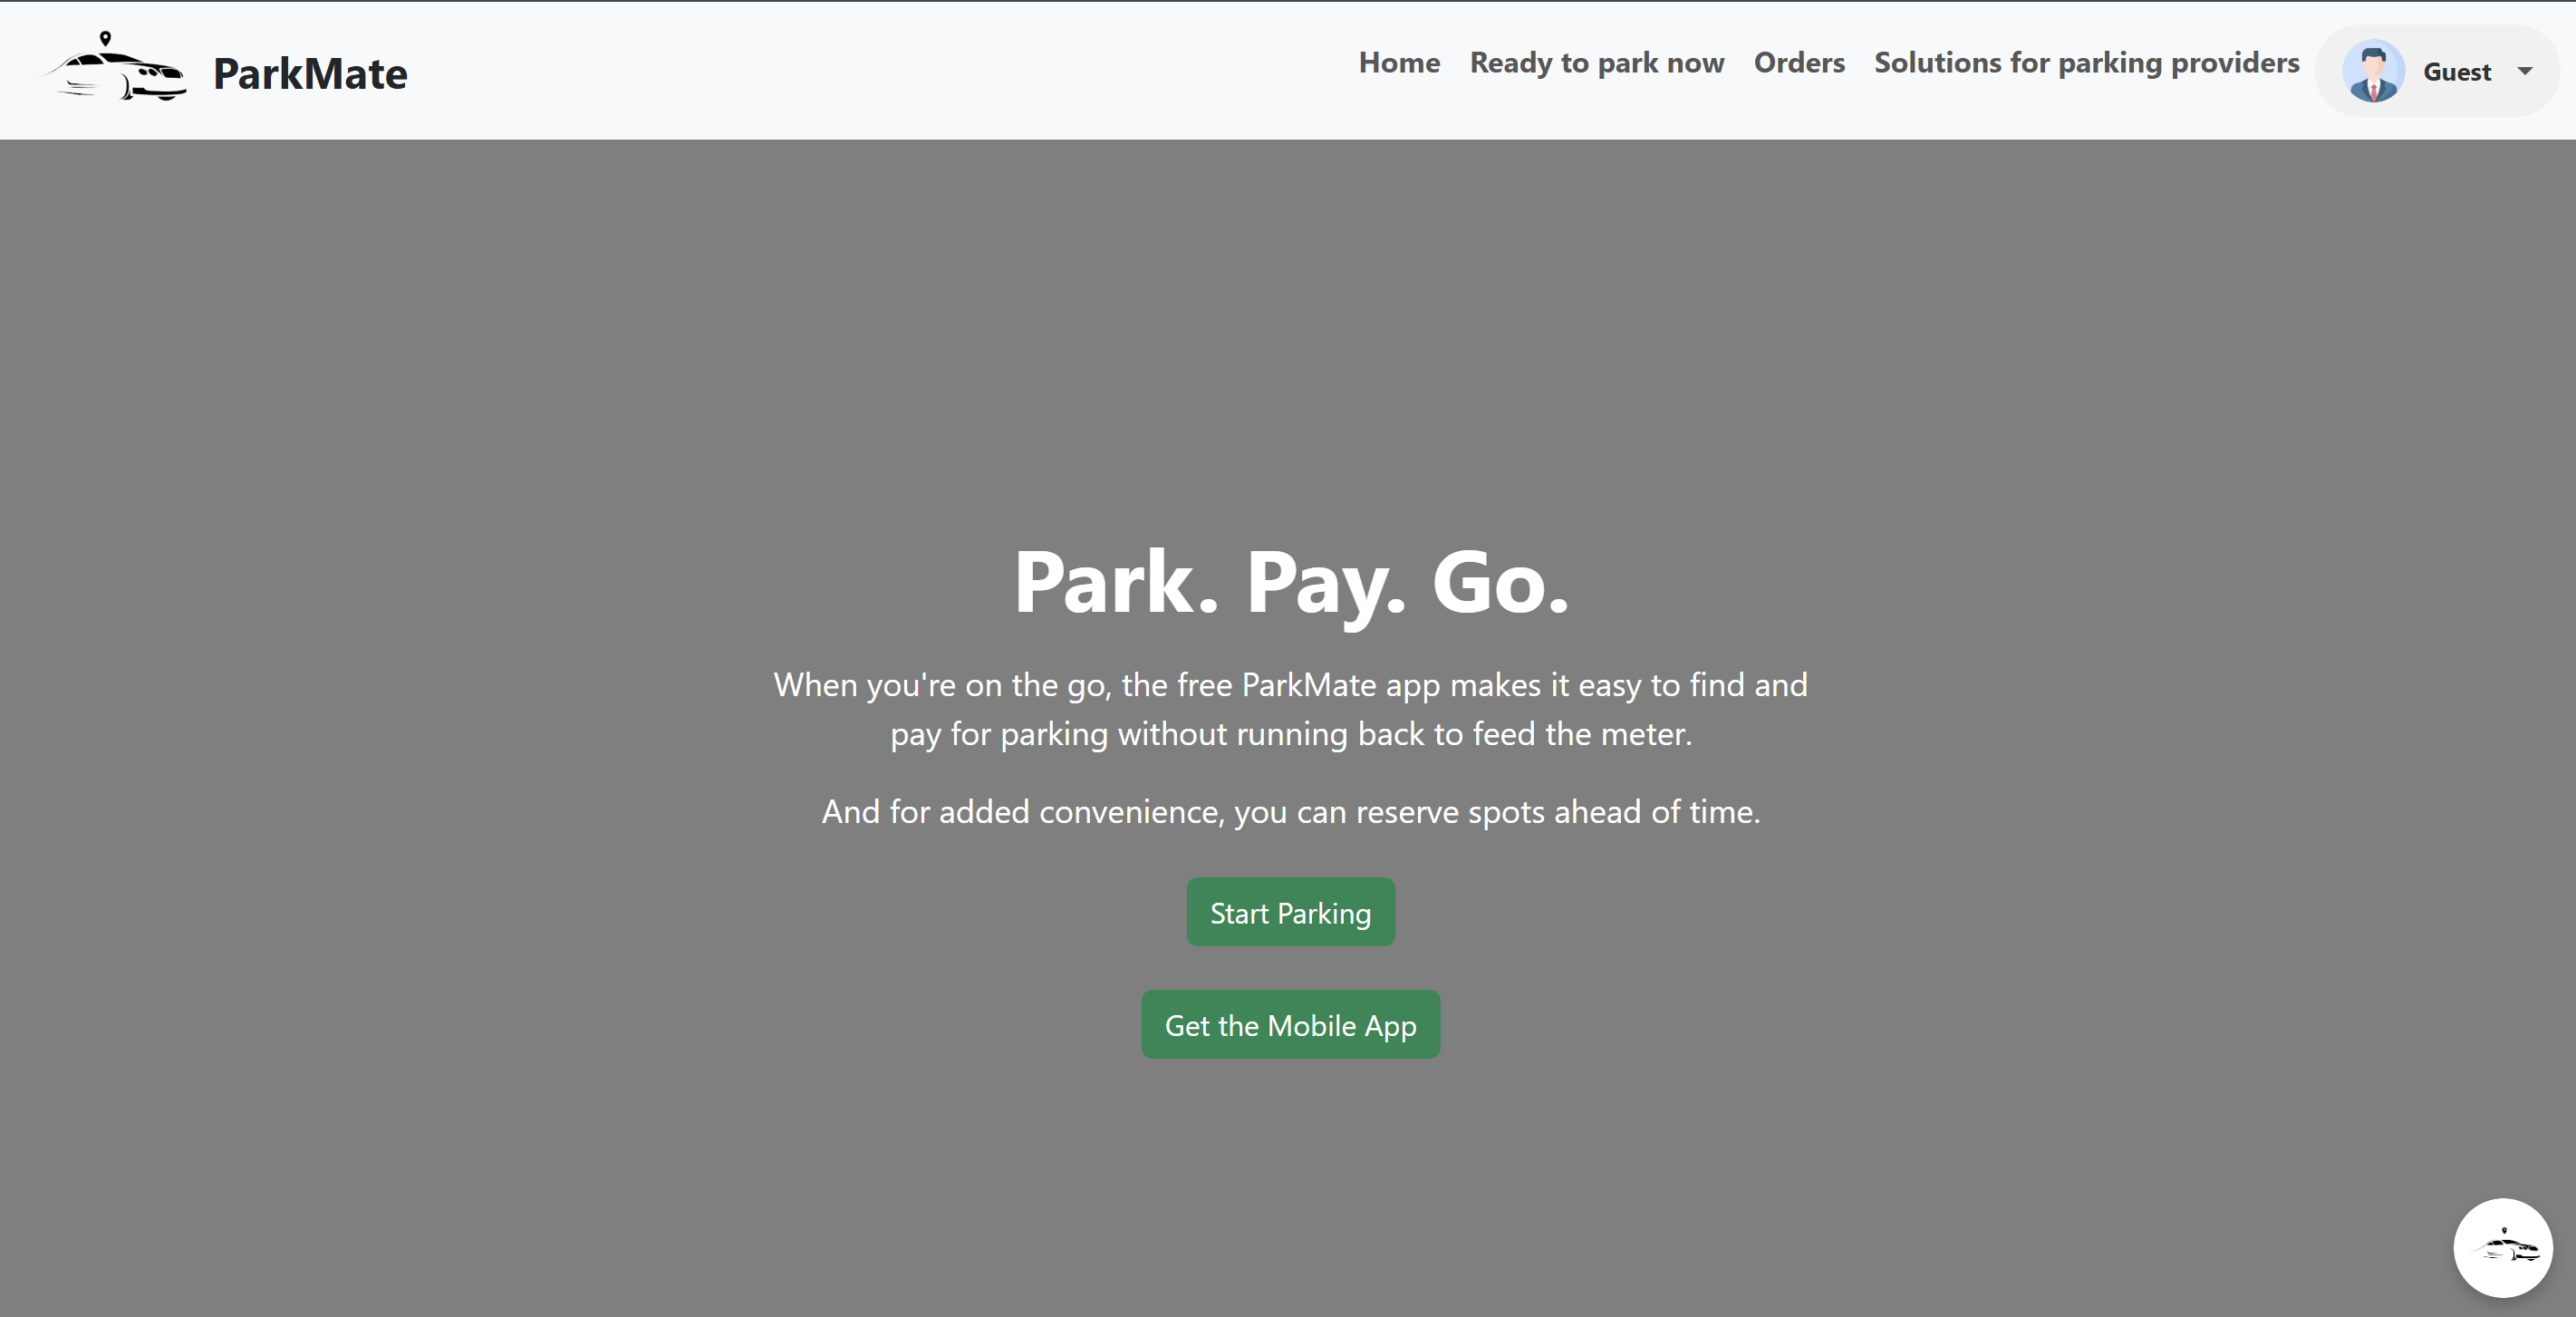 ParkMate
Home
Ready to park now
Orders
Solutions for parking providers
Guest
Park. Pay. Go.
When you're on the go, the free ParkMate app makes it easy to find and
pay for parking without running back to feed the meter.
And for added convenience, you can reserve spots ahead of time.
Start Parking
Get the Mobile App